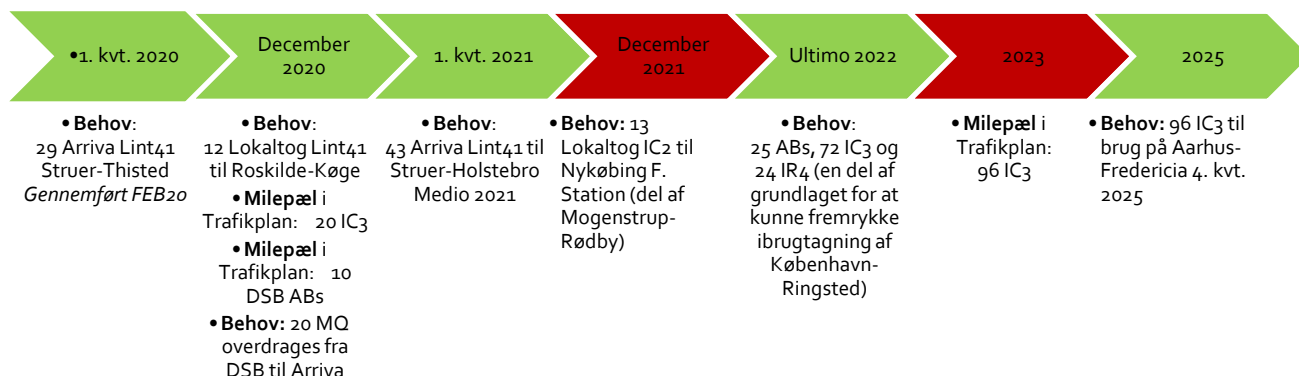 •1. kvt. 2020
December
2020
1. kvt. 2021
December
2021
Ultimo 2022
2023
2025
• Behov:
29 Arriva Lint41
Struer-Thisted
Gennemført FEB20
• Behov:
12 Lokaltog Lint41
til Roskilde-Køge
• Milepæl i
Trafikplan: 20 IC3
• Milepæl i
Trafikplan: 10
DSB ABs
• Behov: 20 MQ
overdrages fra
DSB til Arriva
• Behov:
43 Arriva Lint41 til
Struer-Holstebro
Medio 2021
• Behov: 13
Lokaltog IC2 til
Nykøbing F.
Station (del af
Mogenstrup-
Rødby)
• Behov:
25 ABs, 72 IC3 og
24 IR4 (en del af
grundlaget for at
kunne fremrykke
ibrugtagning af
København-
Ringsted)
• Milepæl i
Trafikplan:
96 IC3
• Behov: 96 IC3 til
brug på Aarhus-
Fredericia 4. kvt.
2025